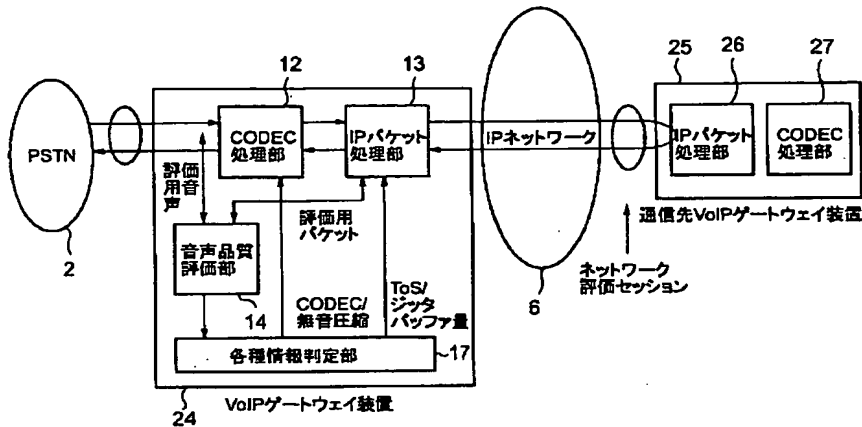 12
13
25
26
27
PSTN
CODEC
処理部
IPパケット
処理部
IPネットワーク
IPパケット
処理部
CODEC
処理部
評価
用音
声
評価用
パケット
通信先VoIPゲートウェイ装置
2
音声品質
評価部
14
CODEC/
無音圧縮
ToS/
ジッタ
バッファ量
6
ネットワーク
評価セッション
各種情報判定部
17
24
VoIPゲートウェイ装置